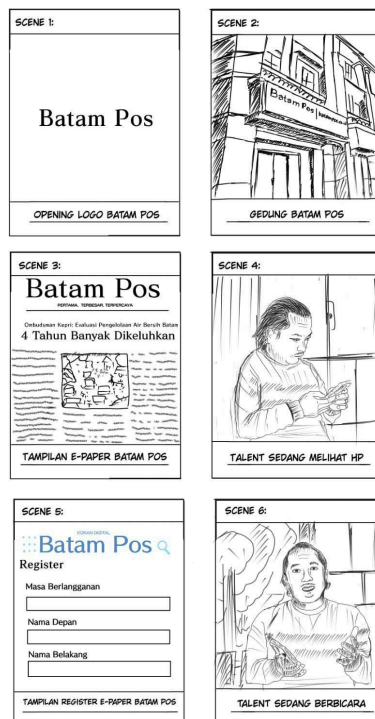 SCENE 1:
Batam Pos
OPENING LOGO BATAM POS
SCENE 2:
Batam Pos
GEDUNG BATAM POS
SCENE 3:
Batam Pos
PERTAMA, TERBESAR, TERPERCAYA
Ombudsman Kepri: Evaluasi Pengelolaan Air Bersih Batam
4 Tahun Banyak Dikeluhkan
TAMPILAN E-PAPER BATAM POS
SCENE 4:
TALENT SEDANG MELIHAT HP
SCENE 5:
KORAN DIGITAL
Batam Pos
Register
Masa Berlangganan
Nama Depan
Nama Belakang
TAMPILAN REGISTER E-PAPER BATAM POS
SCENE 6:
TALENT SEDANG BERBICARA